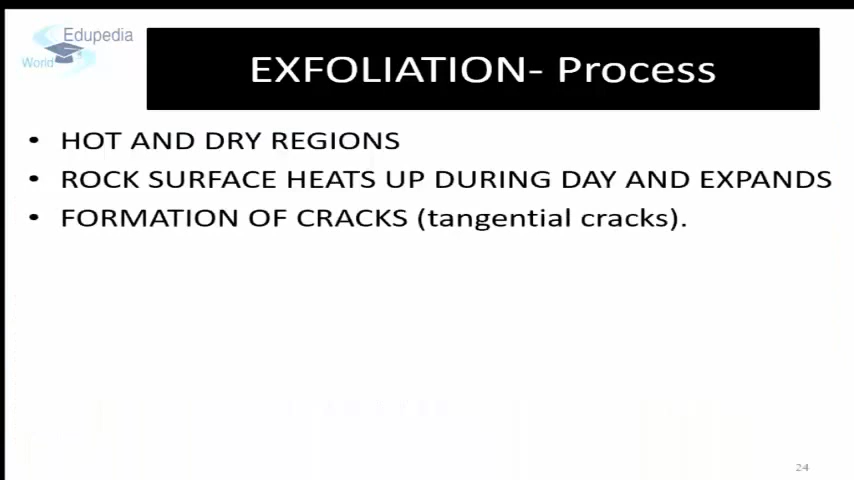 Edupedia
World
EXFOLIATION- Process
• HOT AND DRY REGIONS
• ROCK SURFACE HEATS UP DURING DAY AND EXPANDS
• FORMATION OF CRACKS (tangential cracks).
24